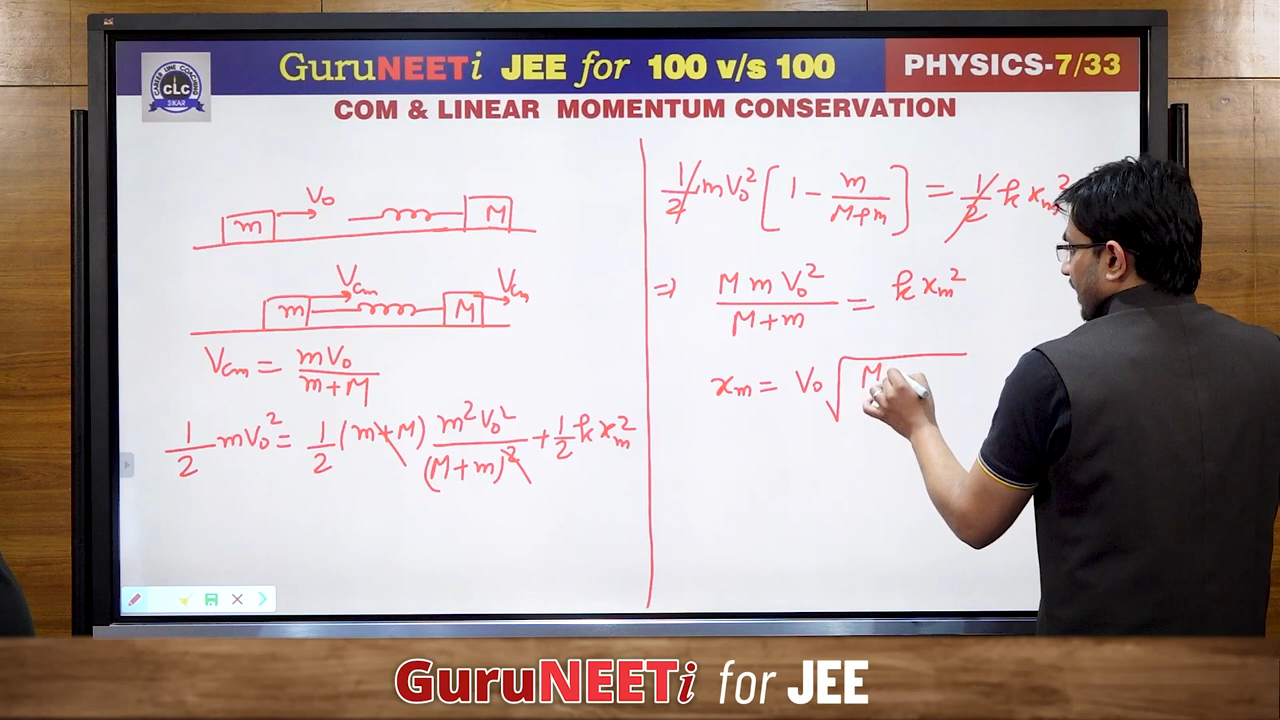 GuruNEETi JEE for 100 v/s 100
PHYSICS-7/33
CAREER LINE COACHING
CLC
SIKAR
COM & LINEAR MOMENTUM CONSERVATION
m V₀ M
m V_cm M V_cm
V_cm = mV₀/(m+M)
1/2 mV₀² = 1/2 (m+M) m²V₀²/(M+m)² + 1/2 k x_m²
1/2 mV₀² [1 - m/(M+m)] = 1/2 k x_m²
⇒ M m V₀²/(M+m) = k x_m²
x_m = V₀ √M
GuruNEETi for JEE